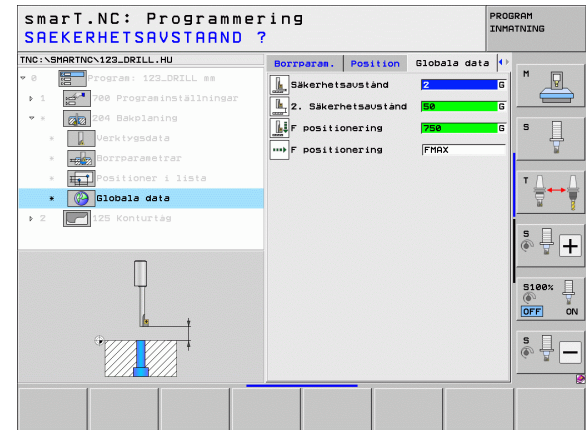 smarT.NC: Programmering
SAEKERHETSAVSTAAND ?
PROGRAM
INMATNING
TNC:\SMARTNC\123_DRILL.HU
0 Program: 123_DRILL mm
1 700 Programinställningar
* 204 Bakplaning
* Verktygsdata
* Borrparametrar
* Positioner i lista
* Globala data
2 125 Konturtåg
Borrparam. Position Globala data
Säkerhetsavstånd 2 G
2. Säkerhetsavstånd 50 G
F positionering 750 G
F positionering FMAX
M
S
T
S
S100%
OFF ON
S